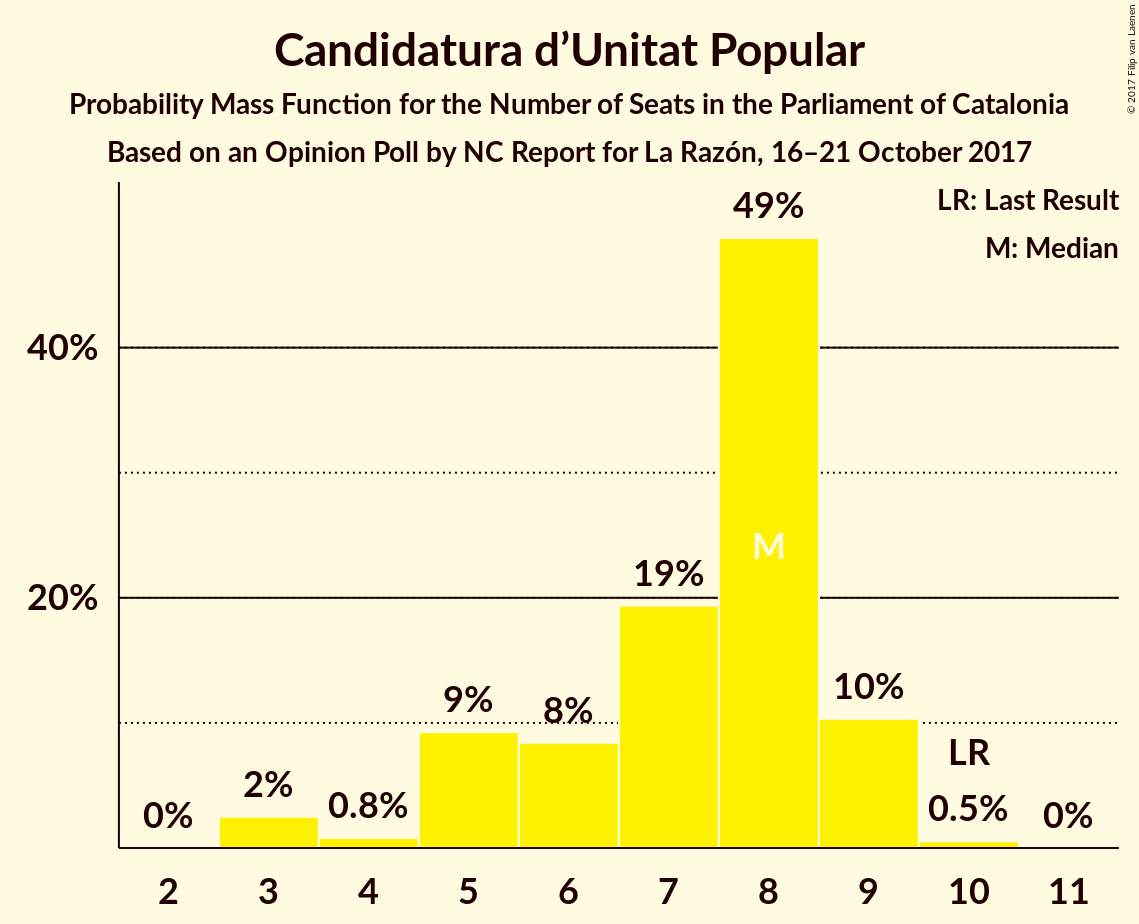 Candidatura d’Unitat Popular
Probability Mass Function for the Number of Seats in the Parliament of Catalonia
Based on an Opinion Poll by NC Report for La Razón, 16–21 October 2017
© 2017 Filip van Laenen
LR: Last Result
M: Median
49%
40%
M
19%
20%
10%
9%
8%
LR
2%
0.8%
0.5%
0%
0%
2 3 4 5 6 7 8 9 10 11